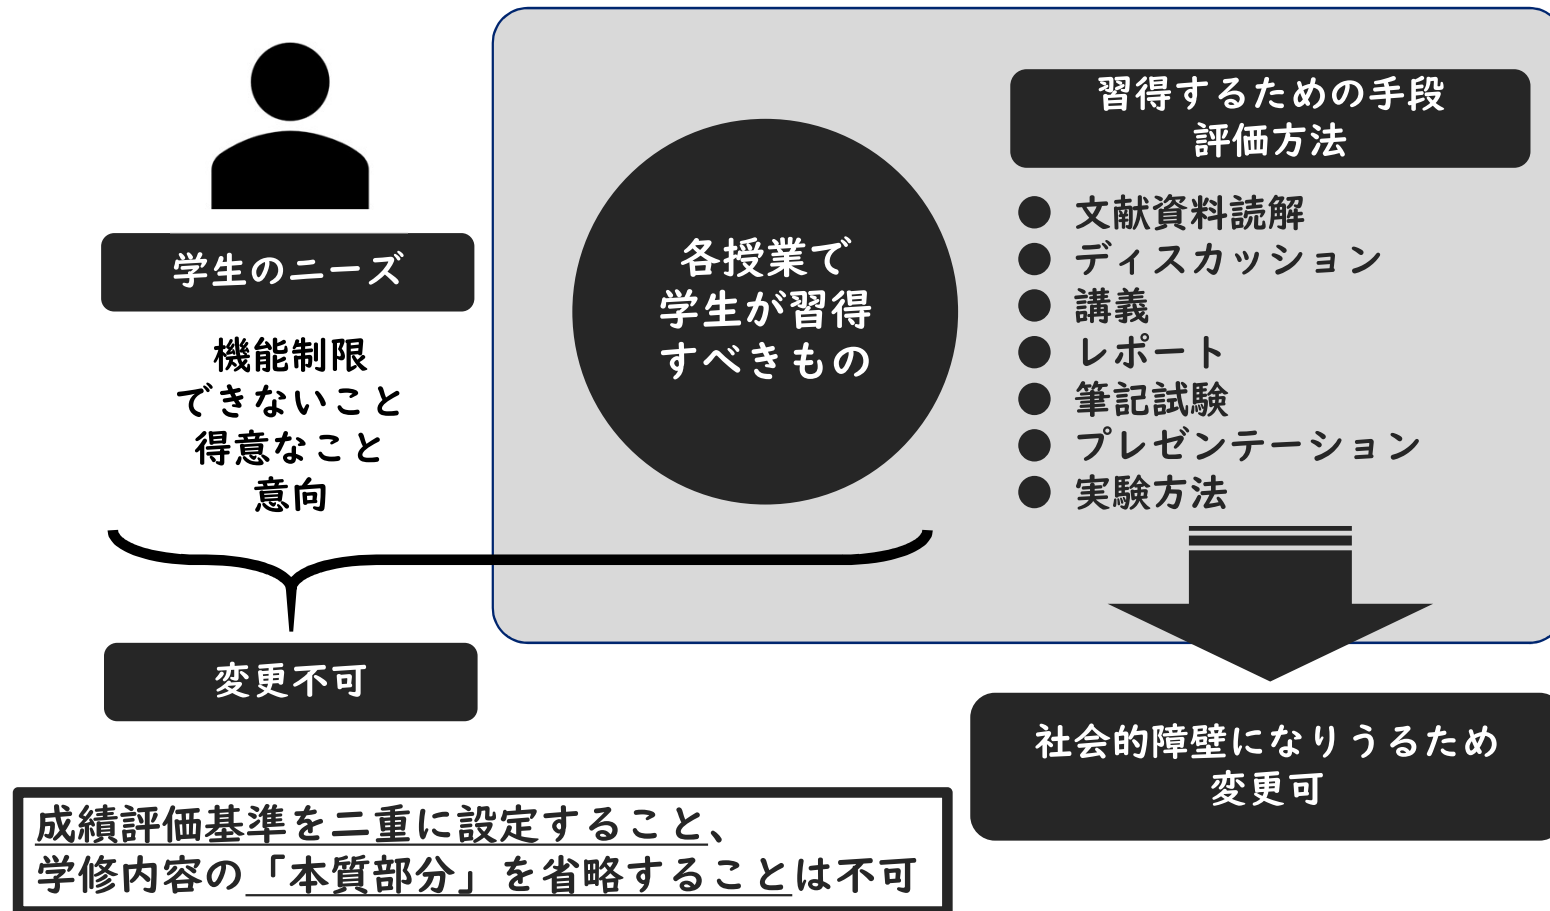 学生のニーズ
機能制限
できないこと
得意なこと
意向
変更不可
各授業で
学生が習得
すべきもの
習得するための手段
評価方法
● 文献資料読解
● ディスカッション
● 講義
● レポート
● 筆記試験
● プレゼンテーション
● 実験方法
社会的障壁になりうるため
変更可
成績評価基準を二重に設定すること、
学修内容の「本質部分」を省略することは不可